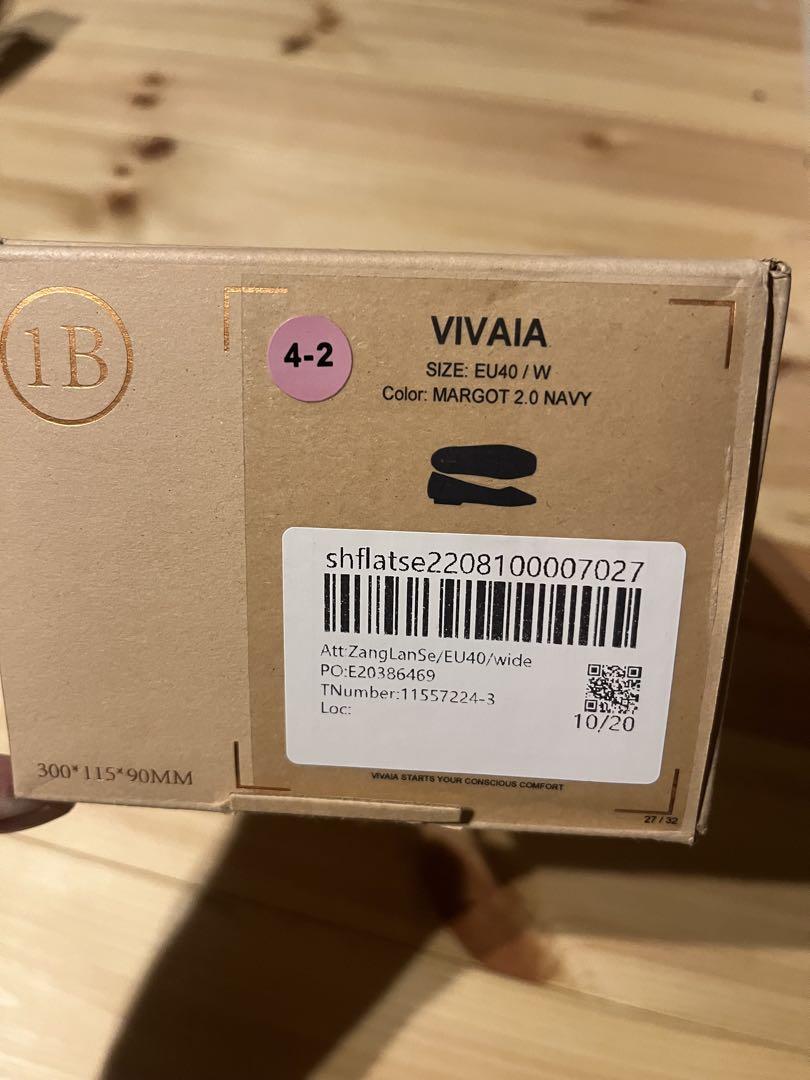 1B
4-2
VIVAIA
SIZE: EU40 / W
Color: MARGOT 2.0 NAVY
shflatse2208100007027
Att:ZangLanSe/EU40/wide
PO:E20386469
TNumber:11557224-3
Loc:
10/20
300*115*90MM
VIVAIA STARTS YOUR CONSCIOUS COMFORT
27 / 32